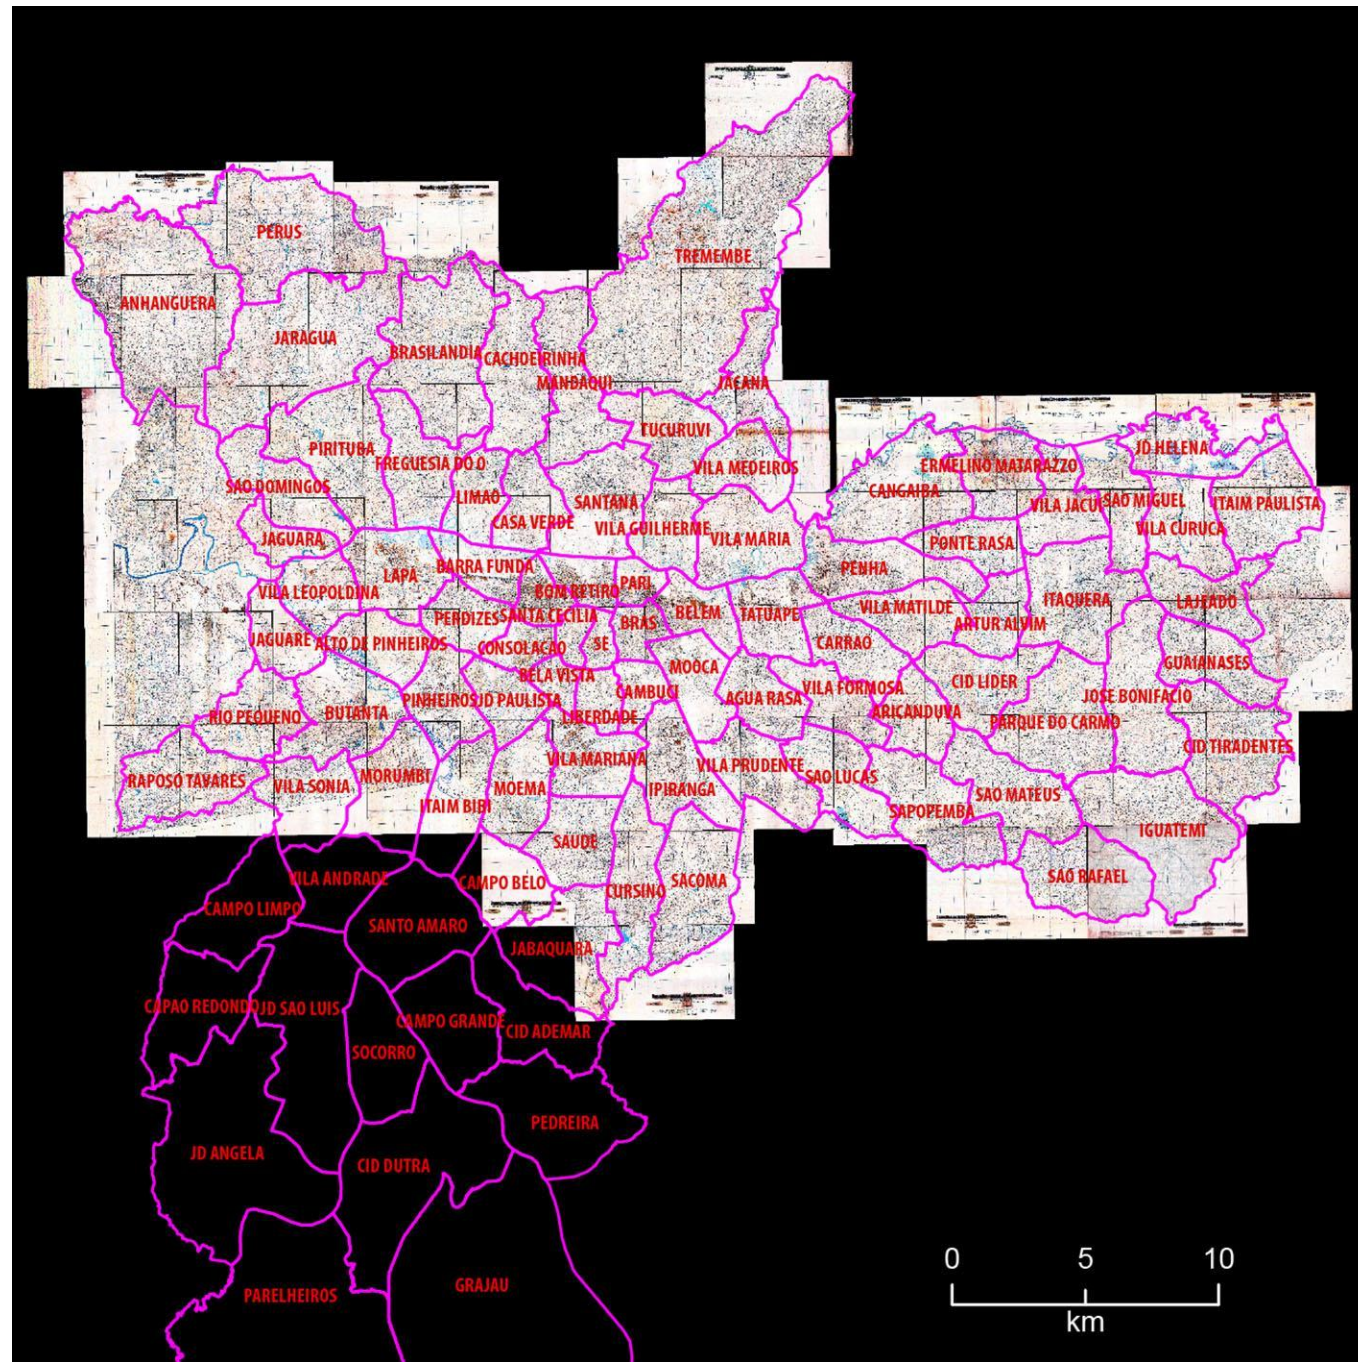 PERUS
TREMEMBE
ANHANGUERA
JARAGUA
BRASILANDIA
CACHOEIRINHA
MANDAQUI
JACANA
TUCURUVI
JD HELENA
PIRITUBA
FREGUESIA DO O
VILA MEDEIROS
ERMELINO MATARAZZO
SAO DOMINGOS
LIMAO
SANTANA
CANGAIBA
VILA JACUI
SAO MIGUEL
ITAIM PAULISTA
CASA VERDE
VILA GUILHERME
VILA CURUCA
JAGUARA
VILA MARIA
PONTE RASA
BARRA FUNDA
PENHA
LAPA
PARI
VILA LEOPOLDINA
BOM RETIRO
ITAQUERA
LAJEADO
PERDIZES
SANTA CECILIA
BRAS
BELEM
TATUAPE
VILA MATILDE
ARTUR ALVIM
JAGUARE
ALTO DE PINHEIROS
CONSOLACAO
SE
CARRAO
MOOCA
GUAIANASES
BELA VISTA
CID LIDER
PINHEIROS
JD PAULISTA
CAMBUCI
AGUA RASA
VILA FORMOSA
JOSE BONIFACIO
RIO PEQUENO
BUTANTA
LIBERDADE
ARICANDUVA
PARQUE DO CARMO
CID TIRADENTES
RAPOSO TAVARES
VILA SONIA
MORUMBI
VILA MARIANA
VILA PRUDENTE
SAO LUCAS
ITAIM BIBI
MOEMA
IPIRANGA
SAO MATEUS
SAPOPEMBA
IGUATEMI
SAUDE
VILA ANDRADE
CAMPO BELO
CURSINO
SACOMA
SAO RAFAEL
CAMPO LIMPO
SANTO AMARO
JABAQUARA
CAPAO REDONDO
JD SAO LUIS
CAMPO GRANDE
CID ADEMAR
SOCORRO
PEDREIRA
JD ANGELA
CID DUTRA
PARELHEIROS
GRAJAU
0 5 10
km